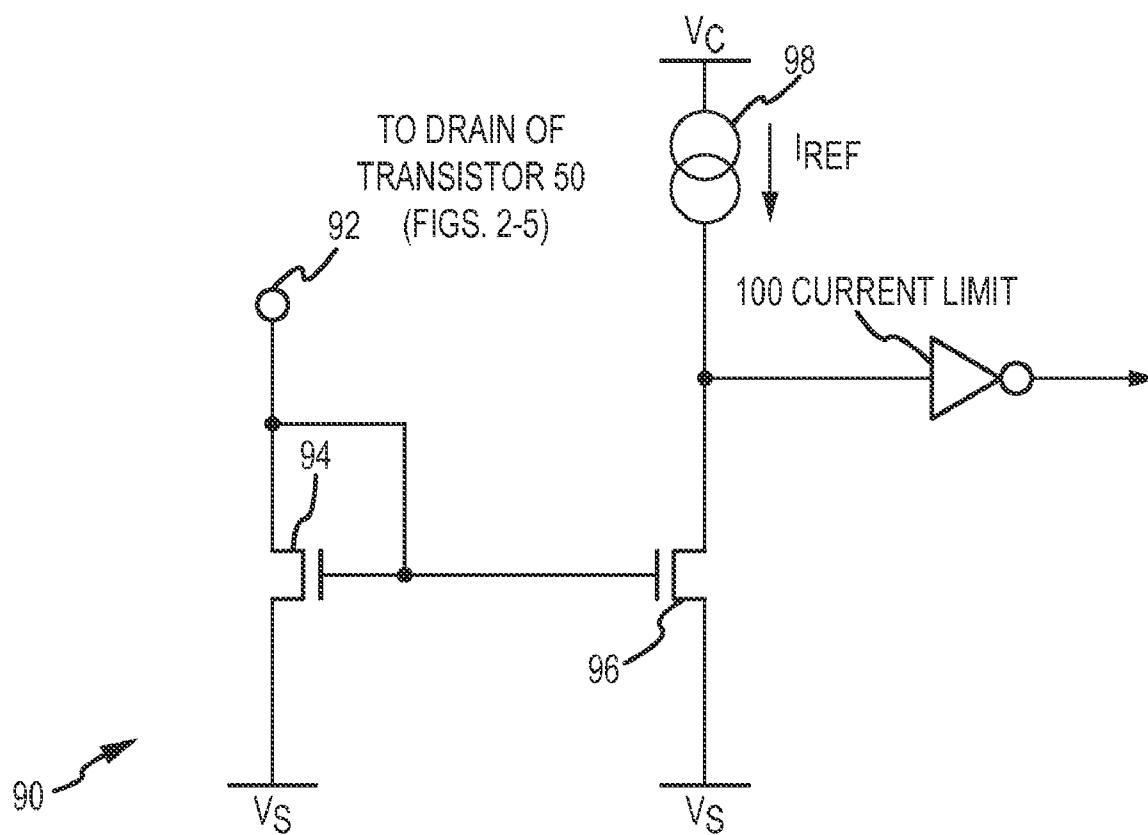 VC
98
TO DRAIN OF
TRANSISTOR 50
(FIGS. 2-5)
IREF
92
100 CURRENT LIMIT
94
96
90
VS
VS